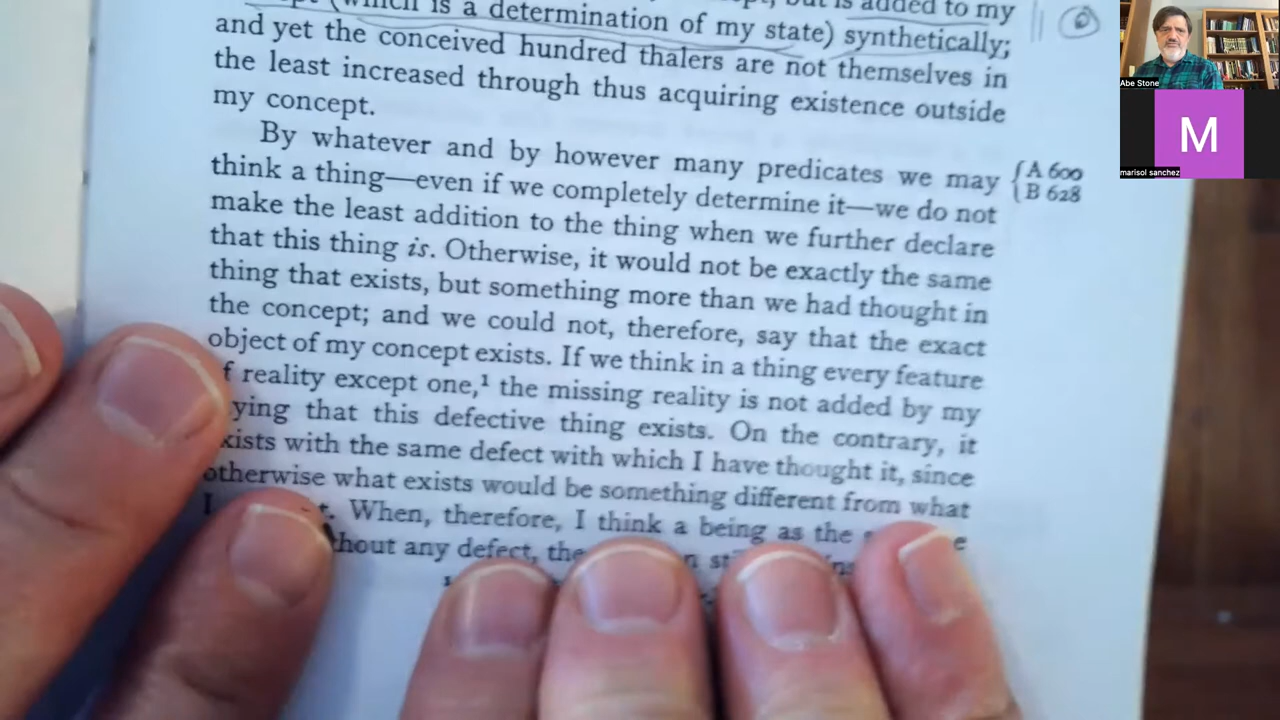 is a determination of my state) synthetically;
but is added to my
and yet the conceived hundred thalers are not themselves in
the least increased through thus acquiring existence outside
my concept.
By whatever and by however many predicates we may
{A 600
{B 628
think a thing—even if we completely determine it—we do not
make the least addition to the thing when we further declare
that this thing is. Otherwise, it would not be exactly the same
thing that exists, but something more than we had thought in
the concept; and we could not, therefore, say that the exact
object of my concept exists. If we think in a thing every feature
f reality except one,¹ the missing reality is not added by my
ying that this defective thing exists. On the contrary, it
xists with the same defect with which I have thought it, since
otherwise what exists would be something different from what
I t. When, therefore, I think a being as the
hout any defect, the
Abe Stone
M
marisol sanchez